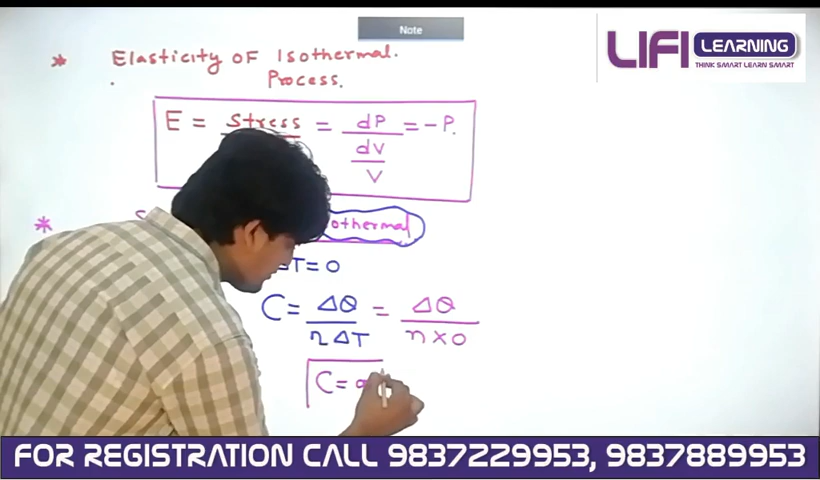 Note
LIFI LEARNING
THINK SMART LEARN SMART
* Elasticity OF Isothermal.
Process.
E = Stress = dP = -P.
dV
V
* othermal
T = 0
C = ΔQ = ΔQ
n ΔT n × 0
C =
FOR REGISTRATION CALL 9837229953, 9837889953